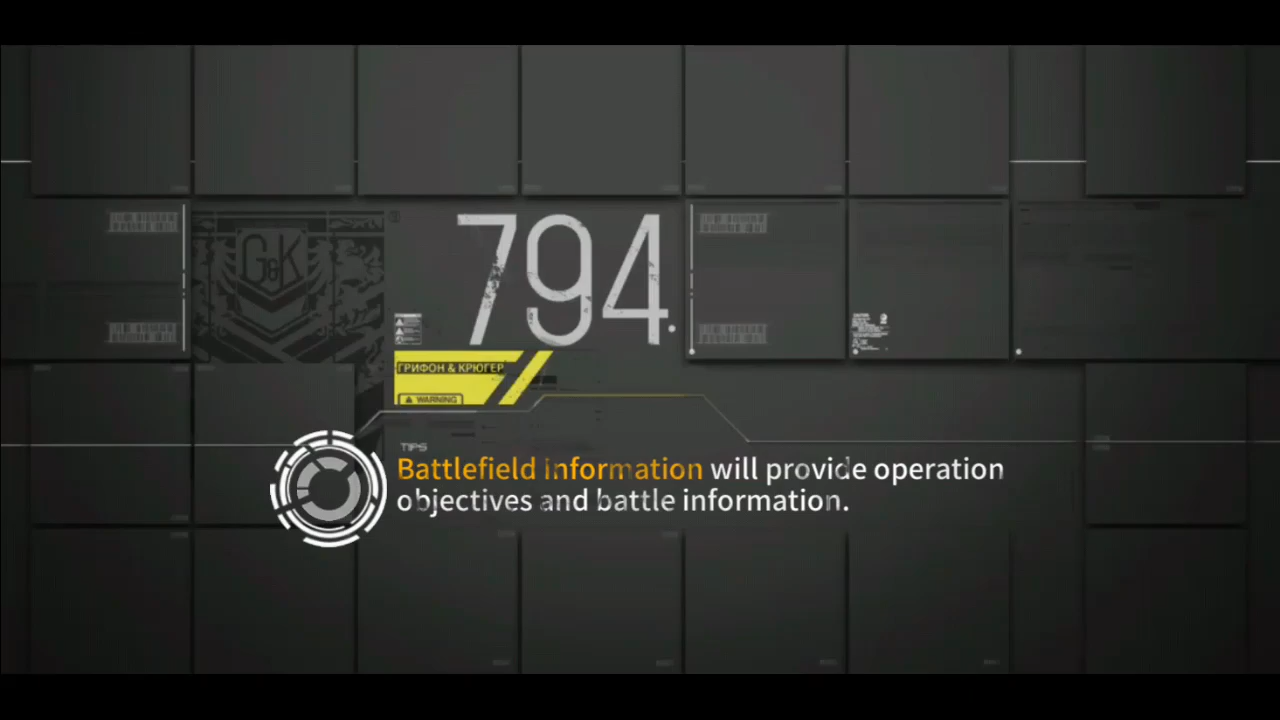 G&K
794.
ГРИФОН & КРЮГЕР
WARNING
TIPS
Battlefield Information will provide operation
objectives and battle information.